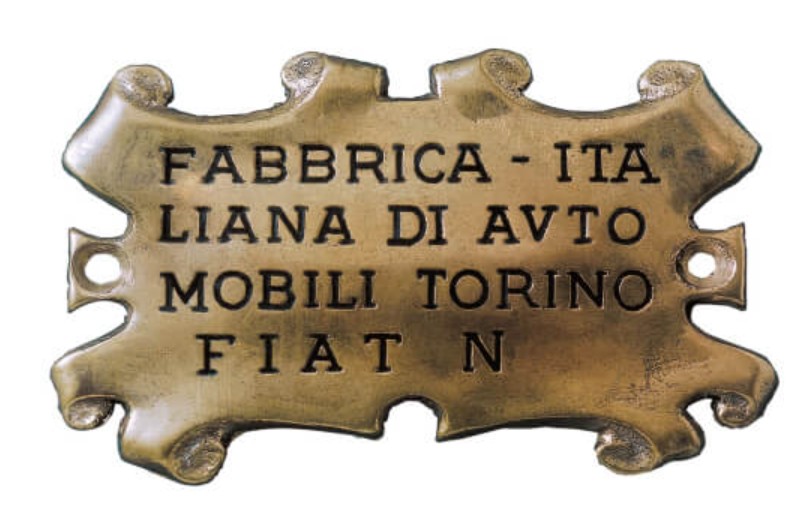 FABBRICA - ITA
LIANA DI AVTO
MOBILI TORINO
FIAT N